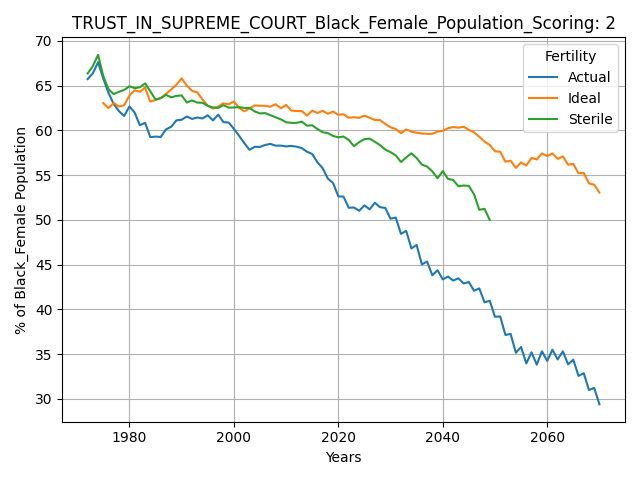 TRUST_IN_SUPREME_COURT_Black_Female_Population_Scoring: 2
% of Black_Female Population
70
65
60
55
50
45
40
35
30
Fertility
Actual
Ideal
Sterile
1980 2000 2020 2040 2060
Years